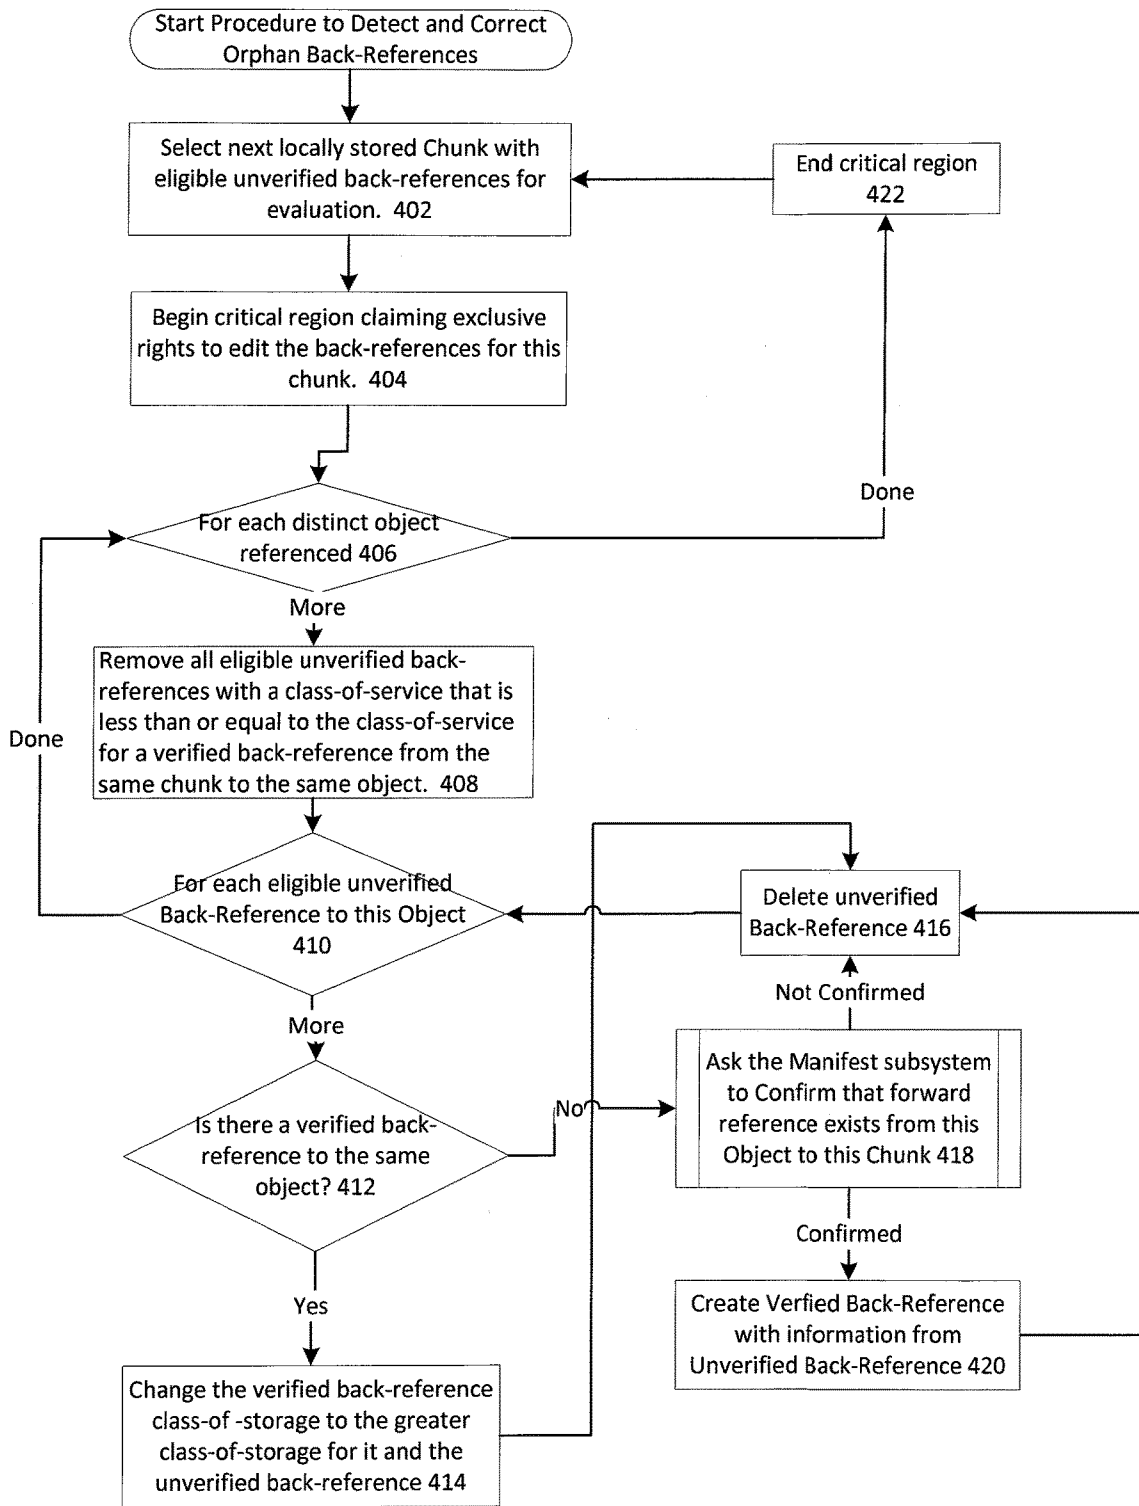 Start Procedure to Detect and Correct
Orphan Back-References
Select next locally stored Chunk with
eligible unverified back-references for
evaluation. 402
End critical region
422
Begin critical region claiming exclusive
rights to edit the back-references for this
chunk. 404
Done
For each distinct object
referenced 406
More
Remove all eligible unverified back-
references with a class-of-service that is
less than or equal to the class-of-service
for a verified back-reference from the
same chunk to the same object. 408
Done
For each eligible unverified
Back-Reference to this Object
410
Delete unverified
Back-Reference 416
Not Confirmed
More
Ask the Manifest subsystem
to Confirm that forward
reference exists from this
Object to this Chunk 418
No
Is there a verified back-
reference to the same
object? 412
Confirmed
Yes
Create Verfied Back-Reference
with information from
Unverified Back-Reference 420
Change the verified back-reference
class-of -storage to the greater
class-of-storage for it and the
unverified back-reference 414